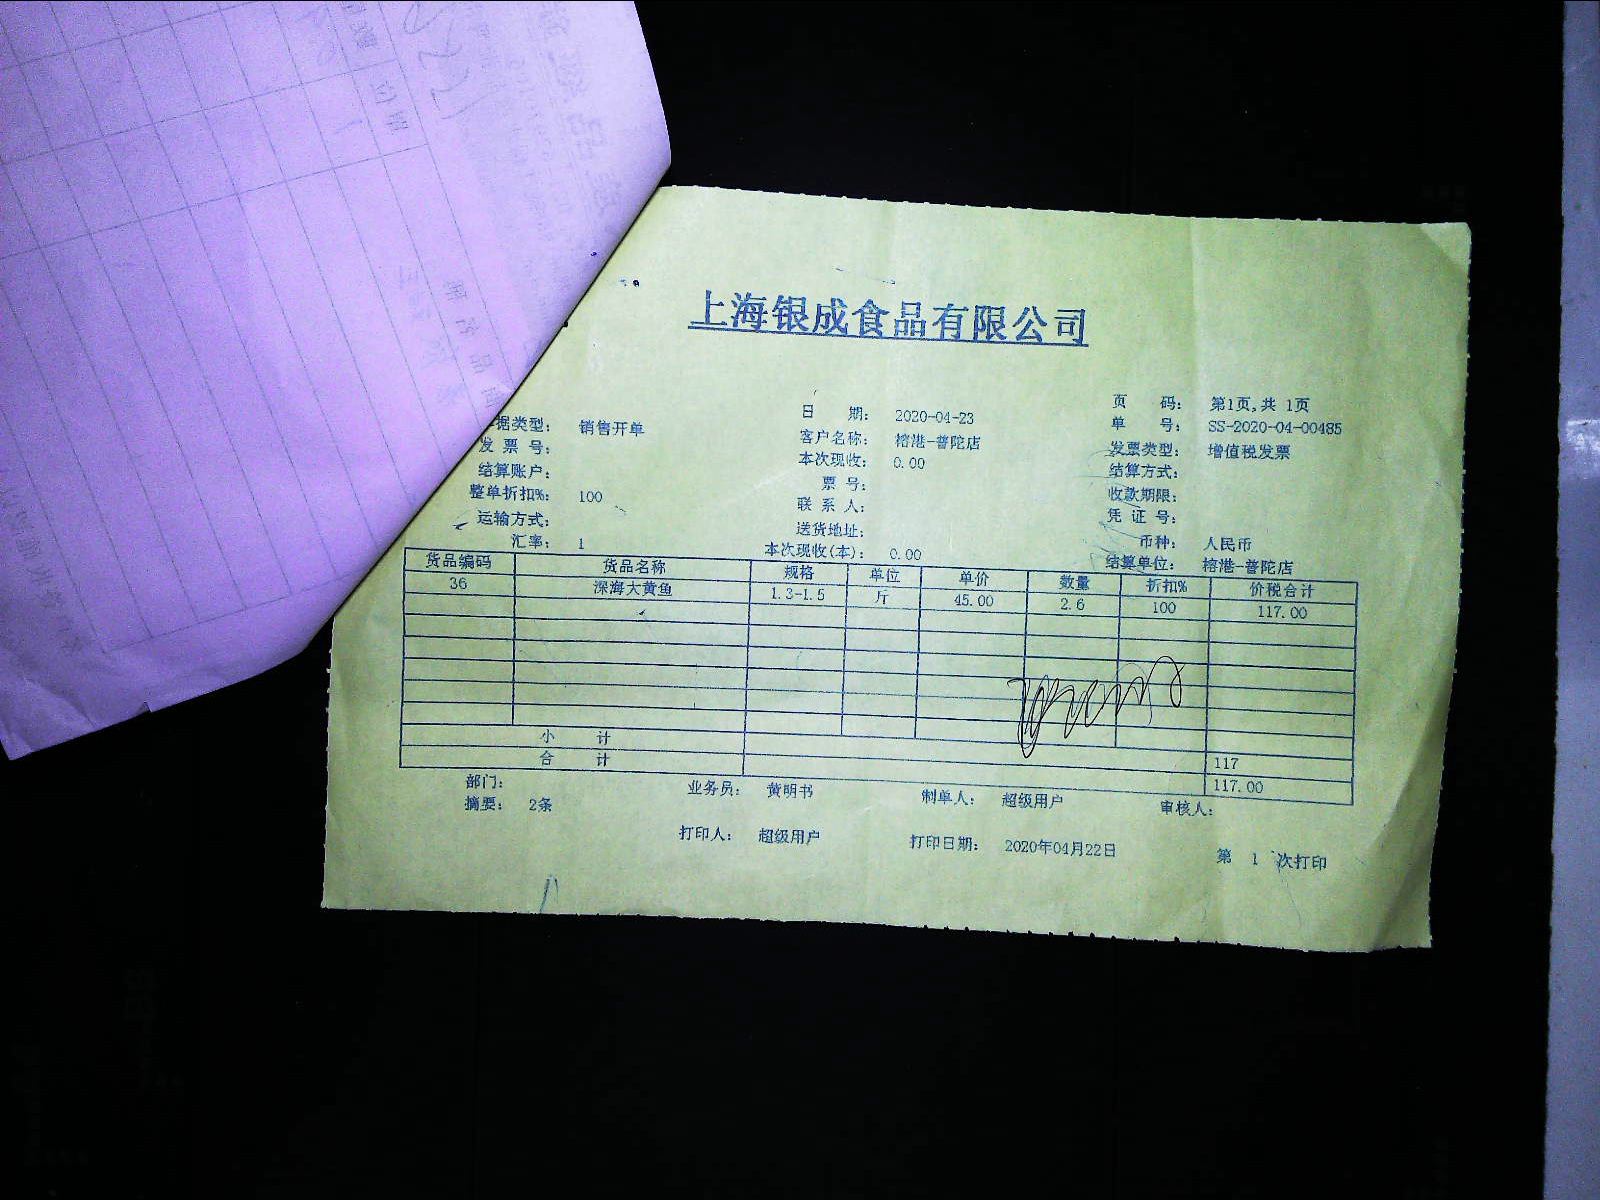 上海银成食品有限公司
据类型： 销售开单 日 期： 2020-04-23 页 码： 第1页,共 1页
发 票 号： 客户名称： 榕港-普陀店 单 号： SS-2020-04-00485
结算账户： 本次现收： 0.00 发票类型： 增值税发票
整单折扣%： 100 票 号： 结算方式：
运输方式： 联 系 人： 收款期限：
汇率： 1 送货地址： 凭 证 号：
本次现收(本)： 0.00 币种： 人民币
结算单位： 榕港-普陀店
货品编码 货品名称 规格 单位 单价 数量 折扣% 价税合计
36 深海大黄鱼 1.3-1.5 斤 45.00 2.6 100 117.00
小 计 117
合 计 117.00
部门： 业务员： 黄明书 制单人： 超级用户 审核人：
摘要： 2条
打印人： 超级用户 打印日期： 2020年04月22日 第 1 次打印